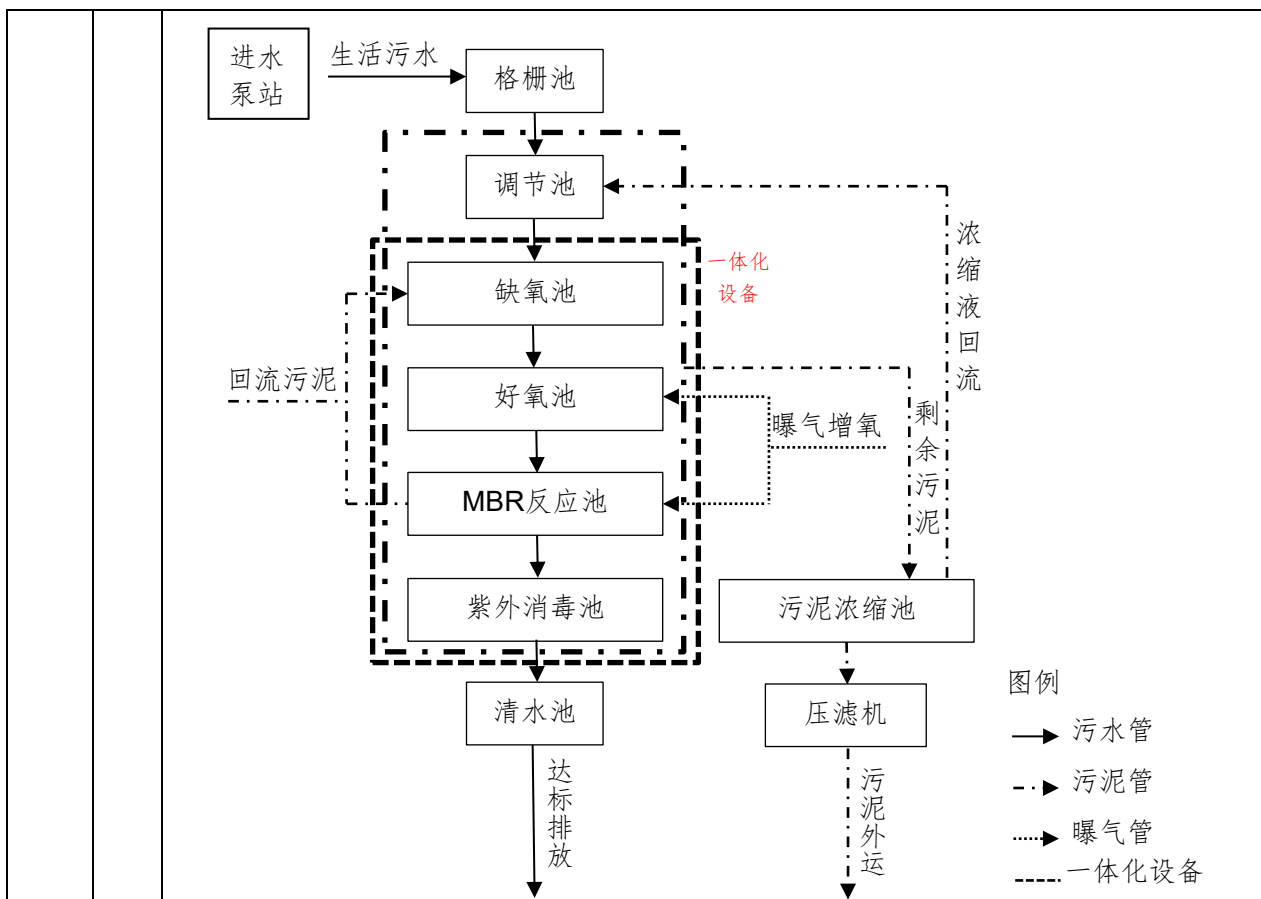 进水
泵站
生活污水
格栅池
调节池
一体化
设备
缺氧池
浓缩液回流
回流污泥
好氧池
曝气增氧
剩余污泥
MBR反应池
紫外消毒池
污泥浓缩池
清水池
压滤机
达标排放
污泥外运
图例
污水管
污泥管
曝气管
一体化设备